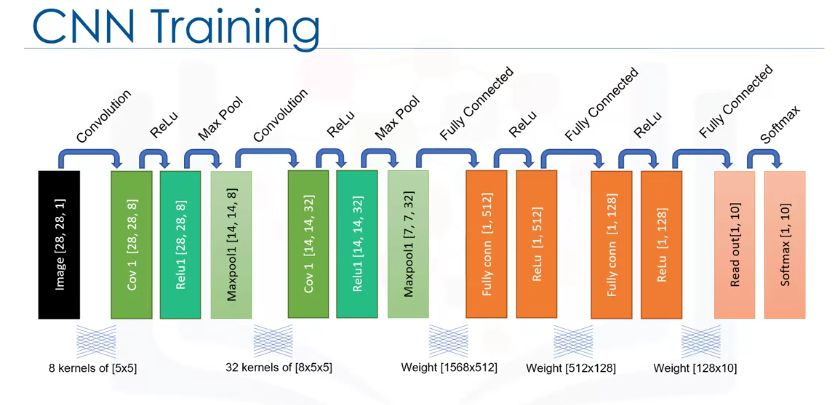 CNN Training
Convolution
ReLu
Max Pool
Convolution
ReLu
Max Pool
Fully Connected
ReLu
Fully Connected
ReLu
Fully Connected
Softmax
Image [28, 28, 1]
Cov 1 [28, 28, 8]
Relu1 [28, 28, 8]
Maxpool1 [14, 14, 8]
Cov 1 [14, 14, 32]
Relu1 [14, 14, 32]
Maxpool1 [7, 7, 32]
Fully conn [1, 512]
ReLu [1, 512]
Fully conn [1, 128]
ReLu [1, 128]
Read out[1, 10]
Softmax [1, 10]
8 kernels of [5x5]
32 kernels of [8x5x5]
Weight [1568x512]
Weight [512x128]
Weight [128x10]